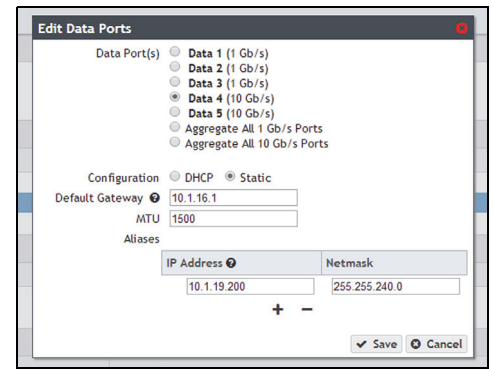 Edit Data Ports
Data Port(s) Data 1 (1 Gb/s)
Data 2 (1 Gb/s)
Data 3 (1 Gb/s)
Data 4 (10 Gb/s)
Data 5 (10 Gb/s)
Aggregate All 1 Gb/s Ports
Aggregate All 10 Gb/s Ports
Configuration DHCP Static
Default Gateway ? 10.1.16.1
MTU 1500
Aliases
IP Address ? Netmask
10.1.19.200 255.255.240.0
+ −
Save Cancel